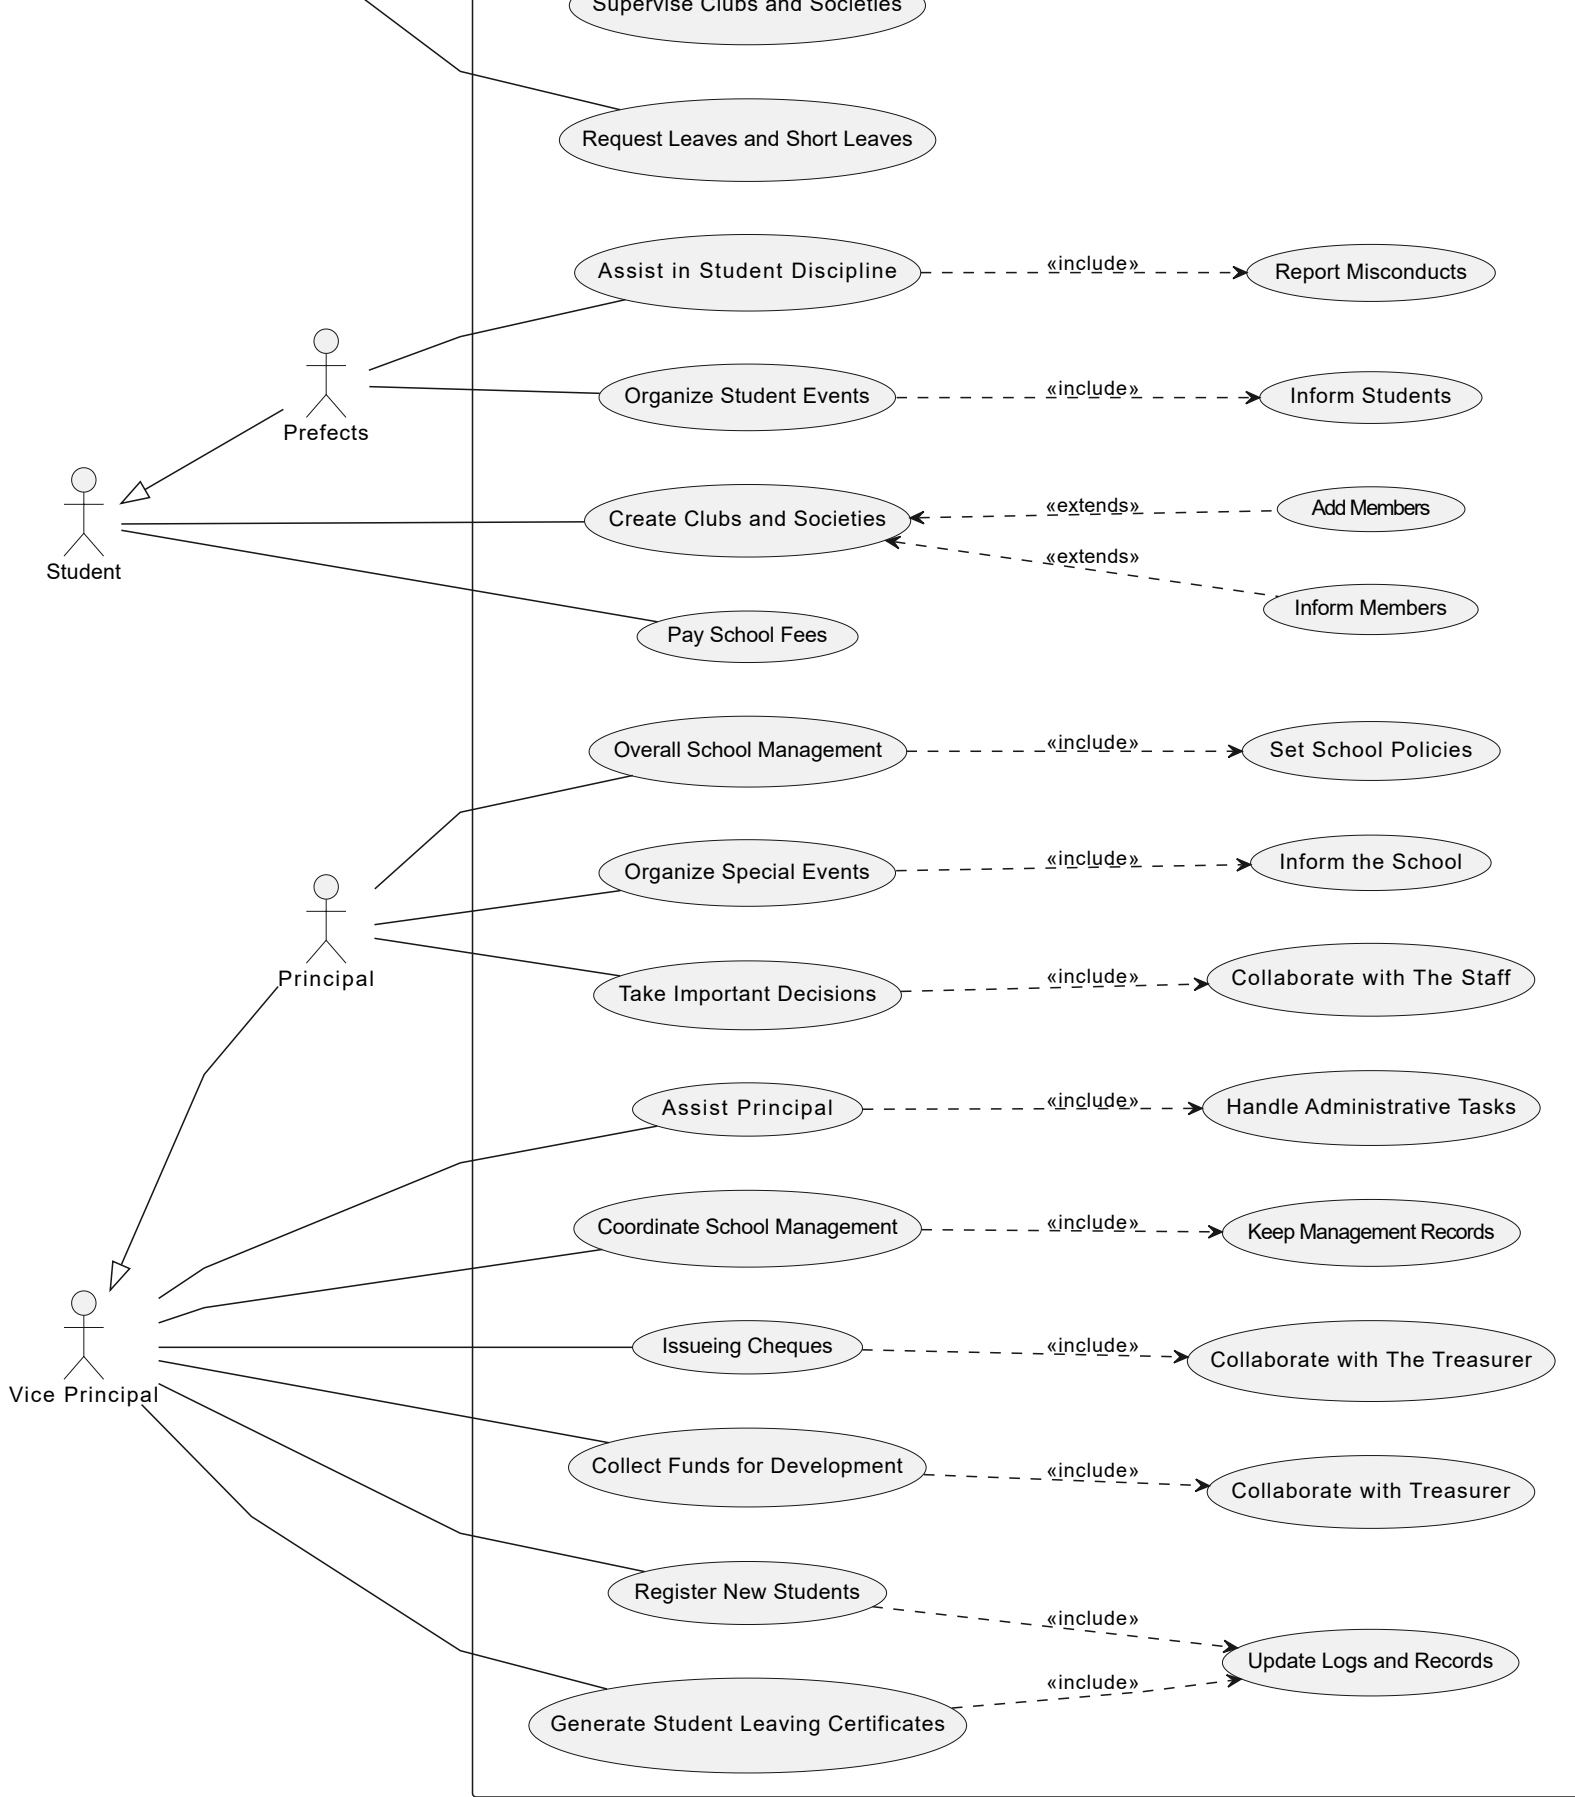 Supervise Clubs and Societies
Request Leaves and Short Leaves
Assist in Student Discipline
«include»
Report Misconducts
Organize Student Events
«include»
Inform Students
Prefects
Create Clubs and Societies
«extends»
Add Members
«extends»
Student
Inform Members
Pay School Fees
Overall School Management
«include»
Set School Policies
Organize Special Events
«include»
Inform the School
Principal
Take Important Decisions
«include»
Collaborate with The Staff
Assist Principal
«include»
Handle Administrative Tasks
Coordinate School Management
«include»
Keep Management Records
Issueing Cheques
«include»
Collaborate with The Treasurer
Vice Principal
Collect Funds for Development
«include»
Collaborate with Treasurer
Register New Students
«include»
Update Logs and Records
«include»
Generate Student Leaving Certificates